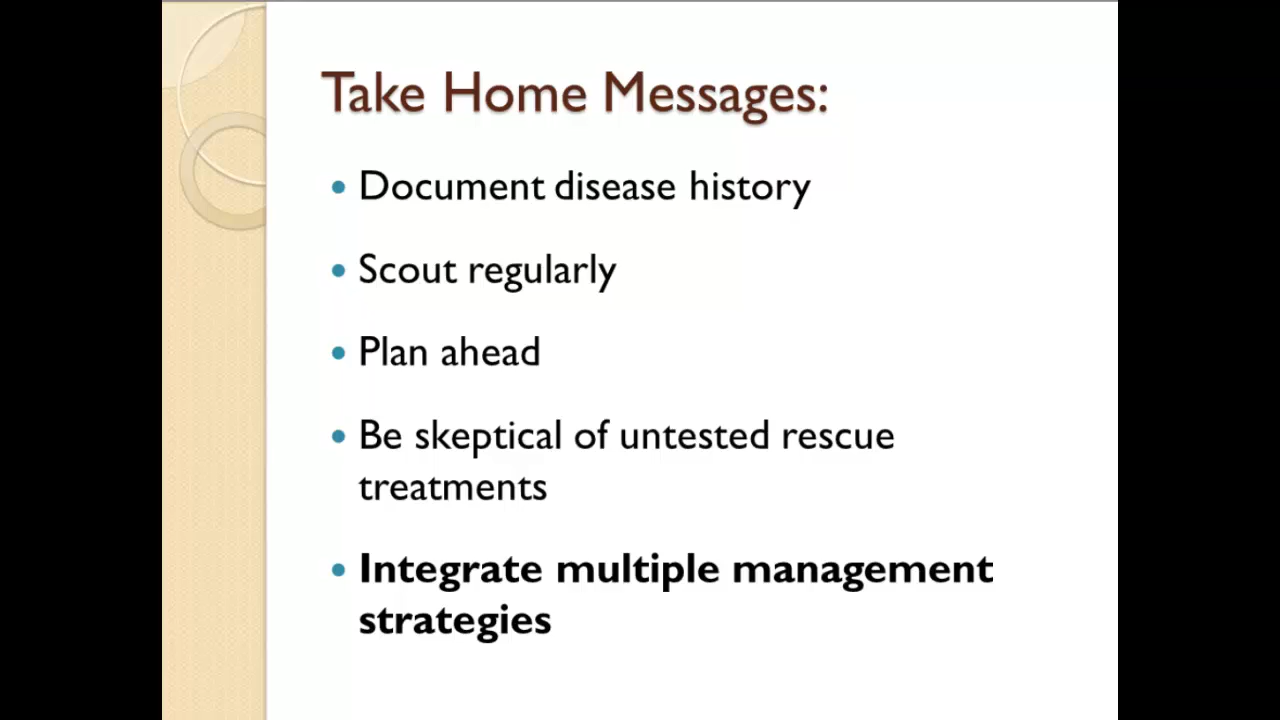 Take Home Messages:
• Document disease history
• Scout regularly
• Plan ahead
• Be skeptical of untested rescue
treatments
• Integrate multiple management
strategies